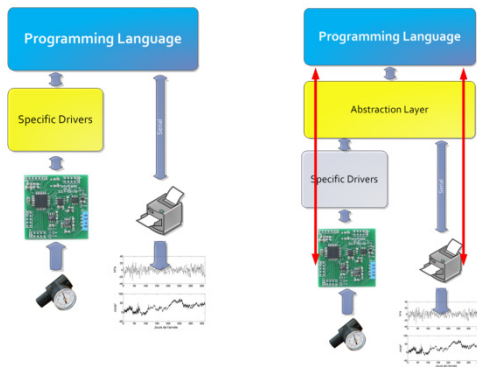 Programming Language
Specific Drivers
Serial
Programming Language
Abstraction Layer
Specific Drivers
Serial